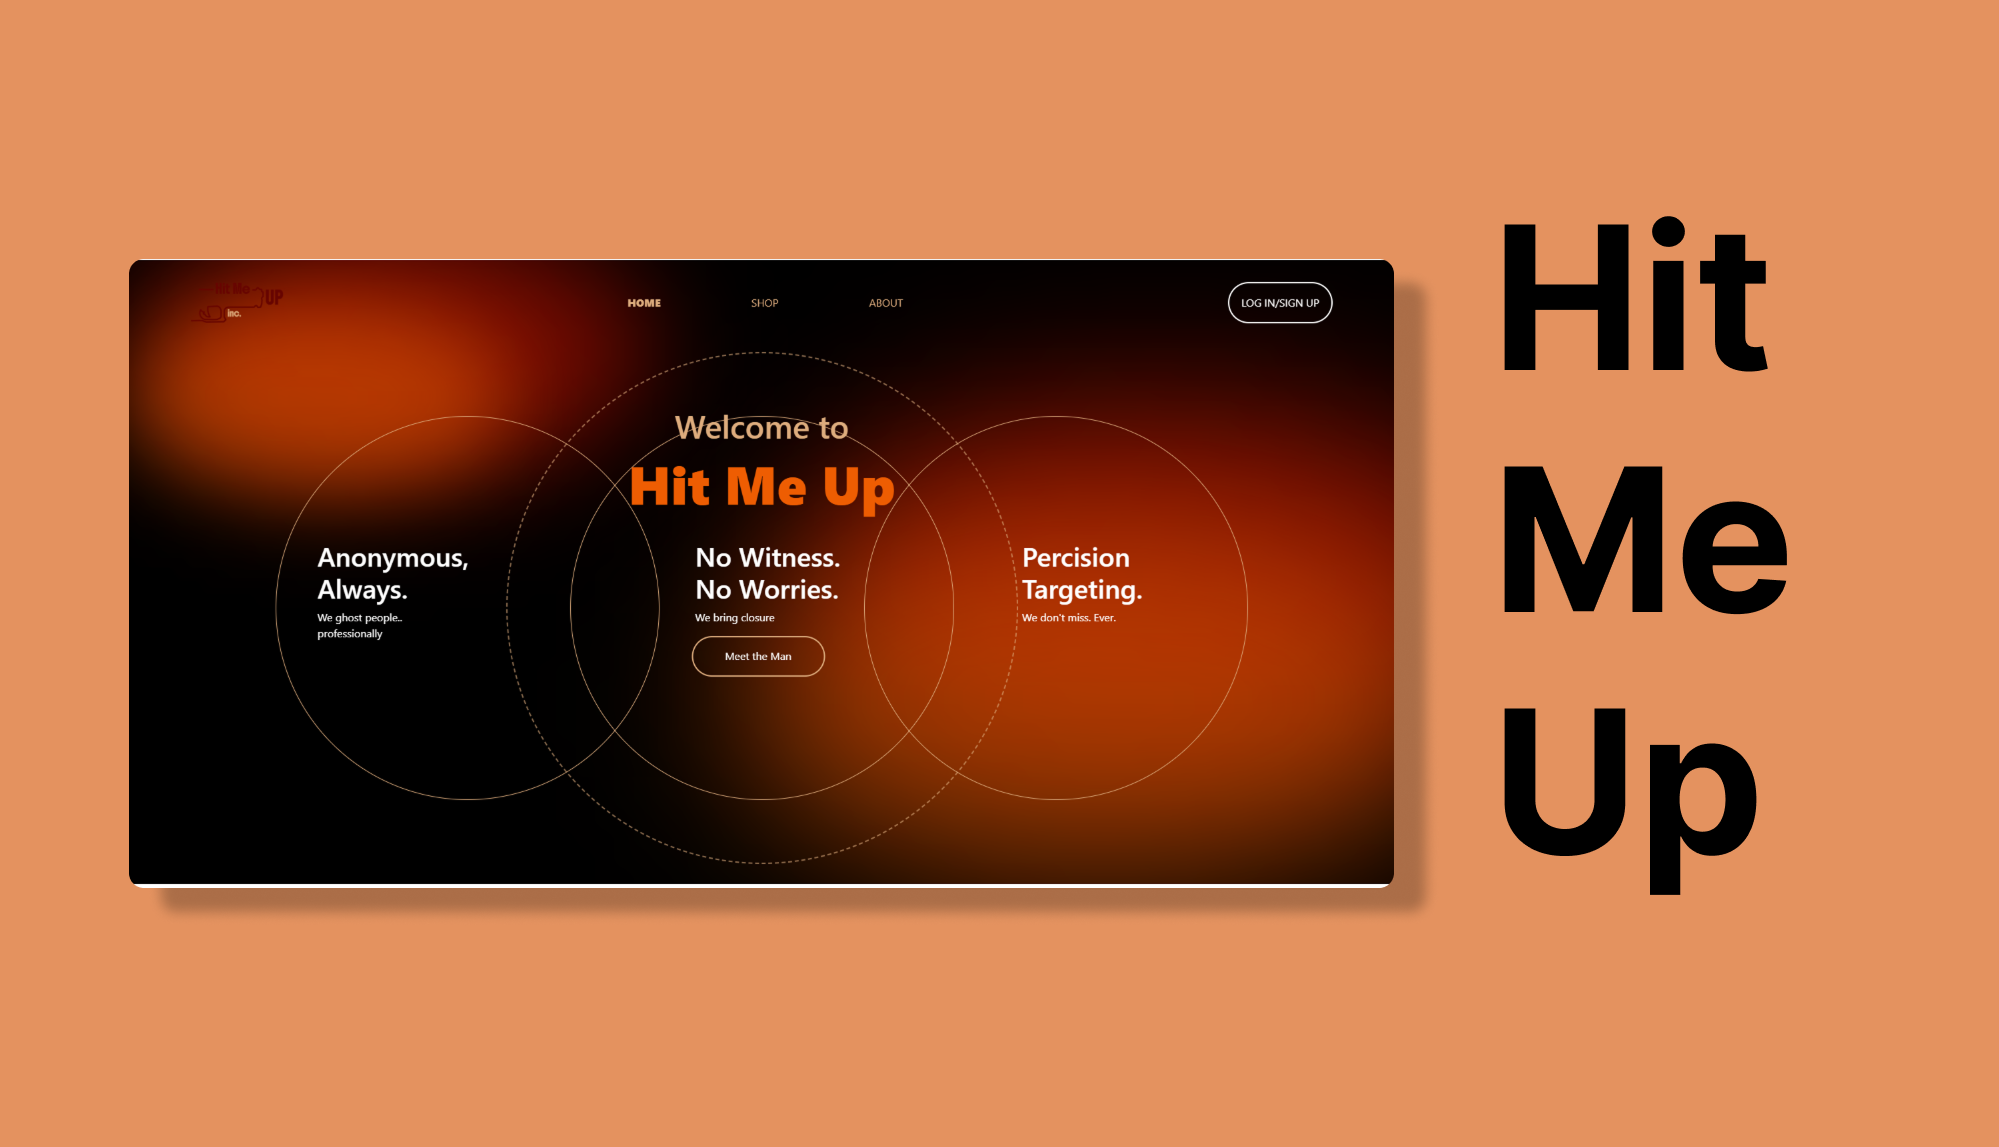 Hit Me
UP
inc.
HOME
SHOP
ABOUT
LOG IN/SIGN UP
Welcome to
Hit Me Up
Anonymous,
Always.
We ghost people..
professionally
No Witness.
No Worries.
We bring closure
Meet the Man
Percision
Targeting.
We don't miss. Ever.
Hit
Me
Up